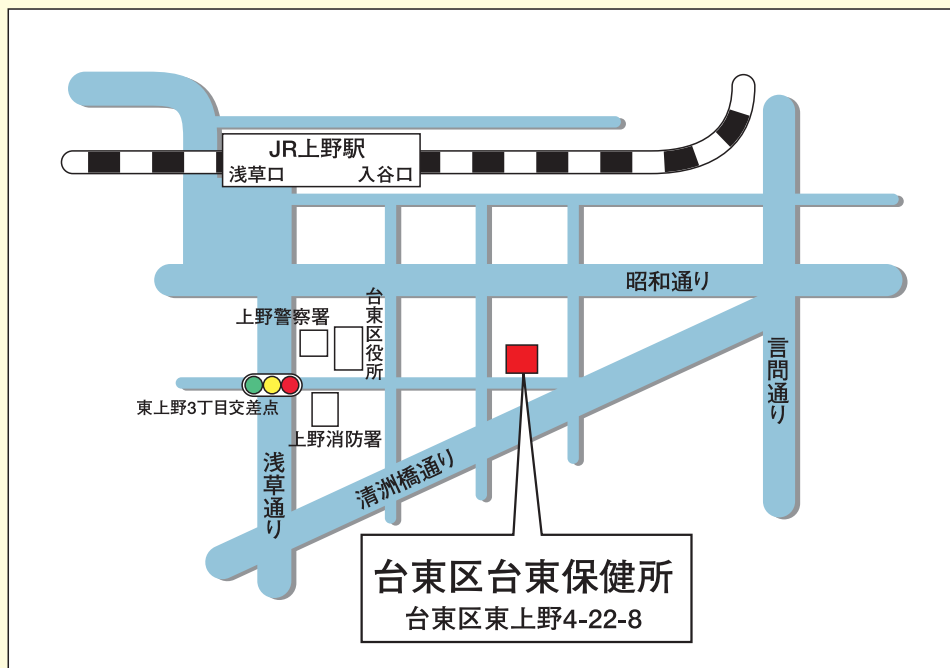 JR上野駅
浅草口
入谷口
昭和通り
上野警察署
台東区役所
言問通り
東上野3丁目交差点
上野消防署
浅草通り
清洲橋通り
台東区台東保健所
台東区東上野4-22-8